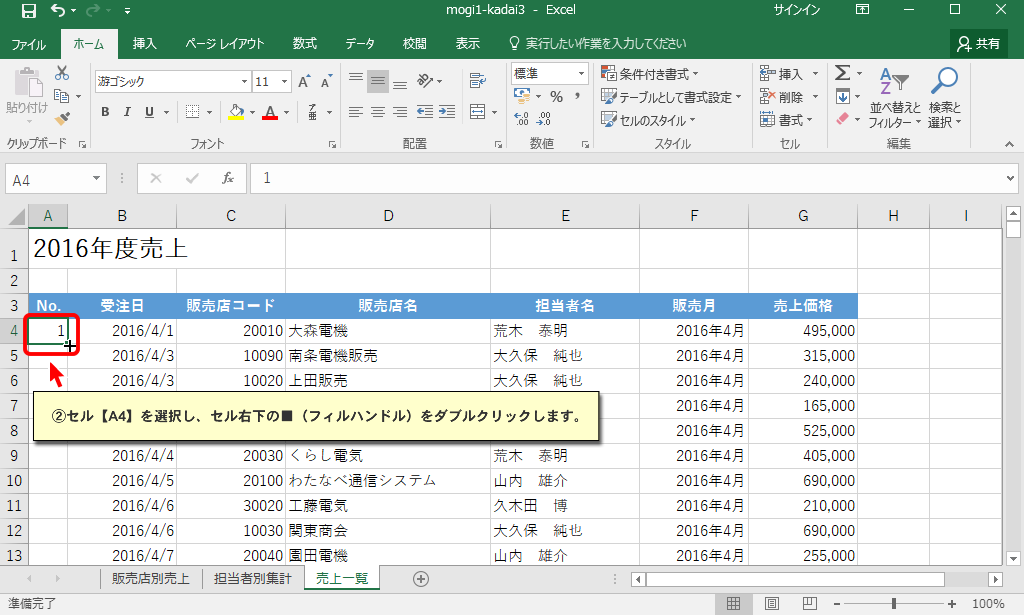 mogi1-kadai3 - Excel
サインイン
ファイル ホーム 挿入 ページ レイアウト 数式 データ 校閲 表示 実行したい作業を入力してください 共有
貼り付け 游ゴシック 11 標準 条件付き書式 挿入 Σ
B I U A % , テーブルとして書式設定 削除 並べ替えと 検索と
セルのスタイル 書式 フィルター 選択
クリップボード フォント 配置 数値 スタイル セル 編集
A4 fx 1
A B C D E F G H I
1 2016年度売上
2
3 No. 受注日 販売店コード 販売店名 担当者名 販売月 売上価格
4 1 2016/4/1 20010 大森電機 荒木 泰明 2016年4月 495,000
5 2016/4/3 10090 南条電機販売 大久保 純也 2016年4月 315,000
6 2016/4/3 10020 上田販売 大久保 純也 2016年4月 240,000
7 2016年4月 165,000
②セル【A4】を選択し、セル右下の■（フィルハンドル）をダブルクリックします。
8 2016年4月 525,000
9 2016/4/4 20030 くらし電気 荒木 泰明 2016年4月 405,000
10 2016/4/5 20100 わたなべ通信システム 山内 雄介 2016年4月 690,000
11 2016/4/6 30020 工藤電気 久木田 博 2016年4月 210,000
12 2016/4/6 10030 関東商会 大久保 純也 2016年4月 690,000
13 2016/4/7 20040 園田電機 山内 雄介 2016年4月 255,000
販売店別売上 担当者別集計 売上一覧
準備完了 100%